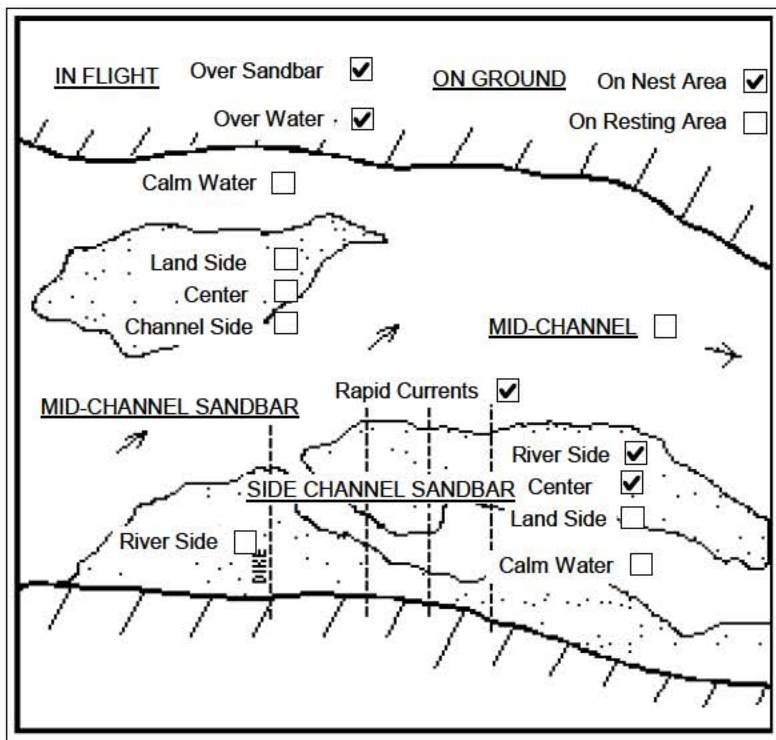 IN FLIGHT Over Sandbar ON GROUND On Nest Area
Over Water On Resting Area
Calm Water
Land Side
Center
Channel Side
MID-CHANNEL
Rapid Currents
MID-CHANNEL SANDBAR
River Side
SIDE CHANNEL SANDBAR Center
Land Side
River Side
DIKE
Calm Water